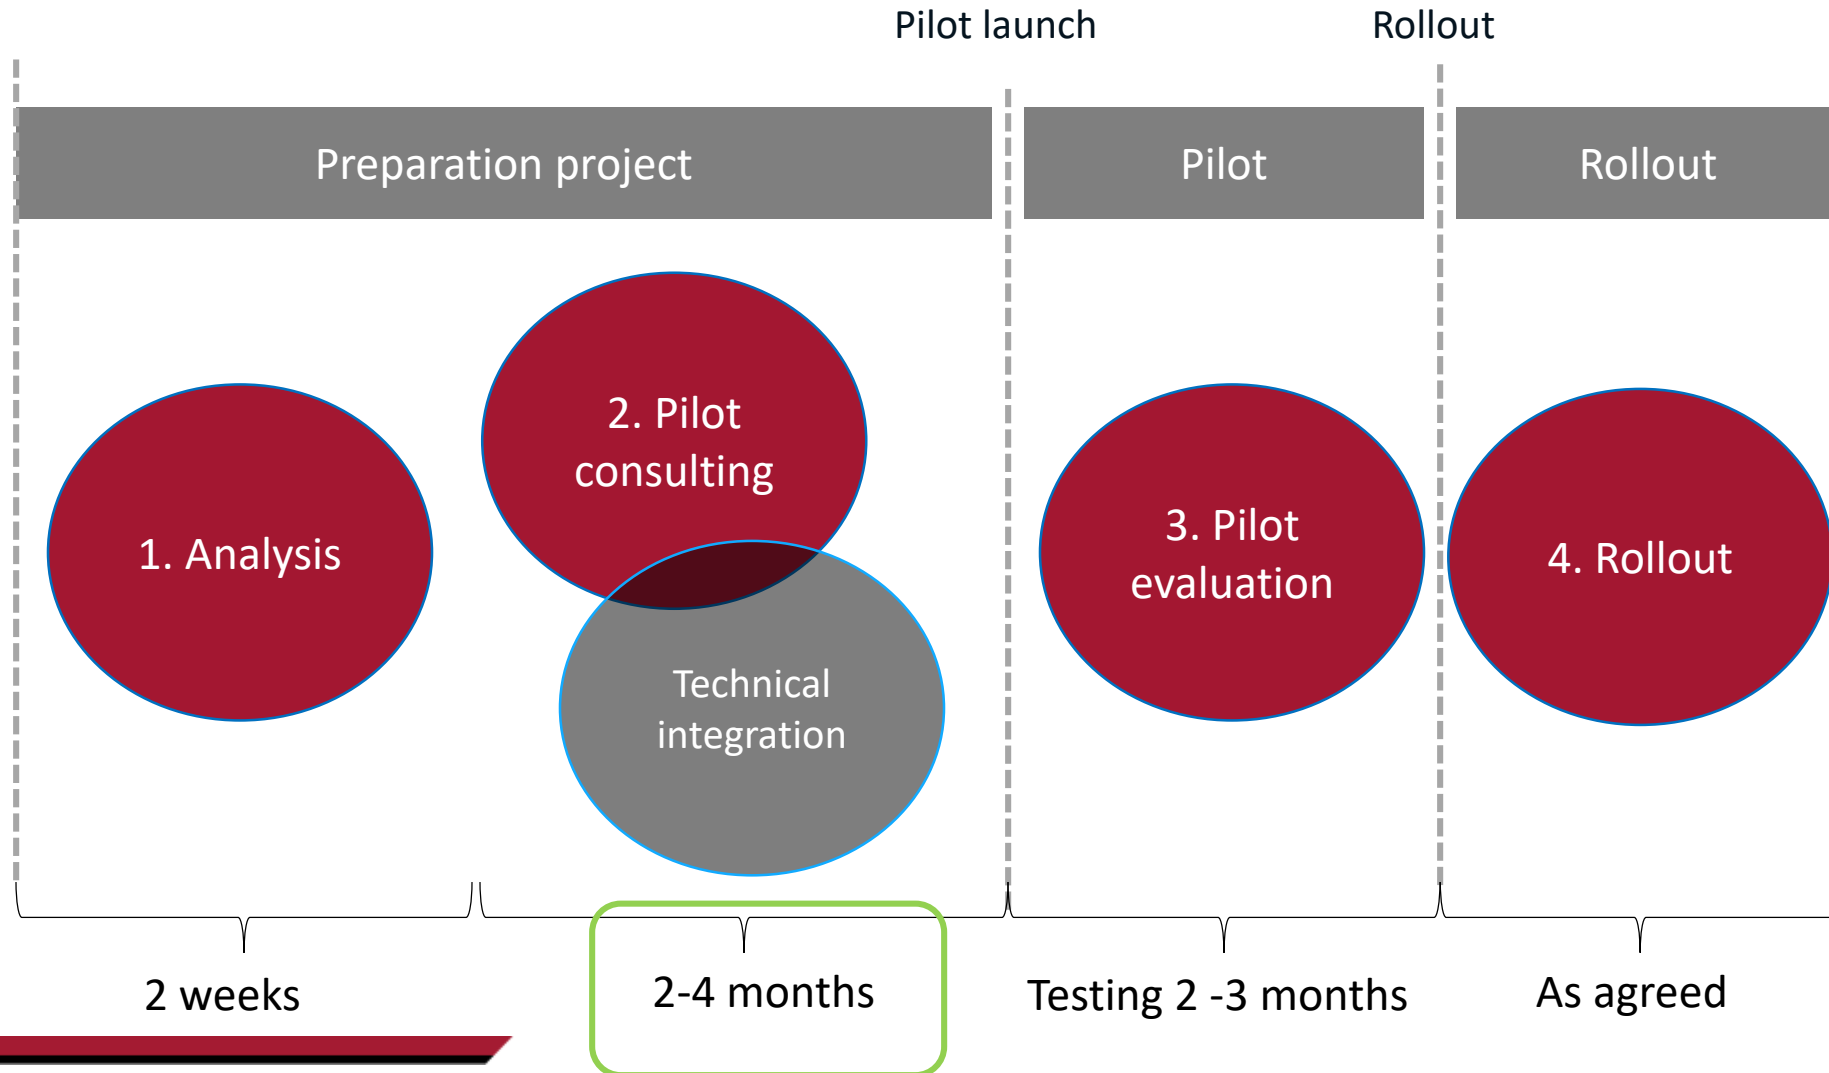 Pilot launch
Rollout
Preparation project
Pilot
Rollout
1. Analysis
2. Pilot
consulting
Technical
integration
3. Pilot
evaluation
4. Rollout
2 weeks
2-4 months
Testing 2 -3 months
As agreed